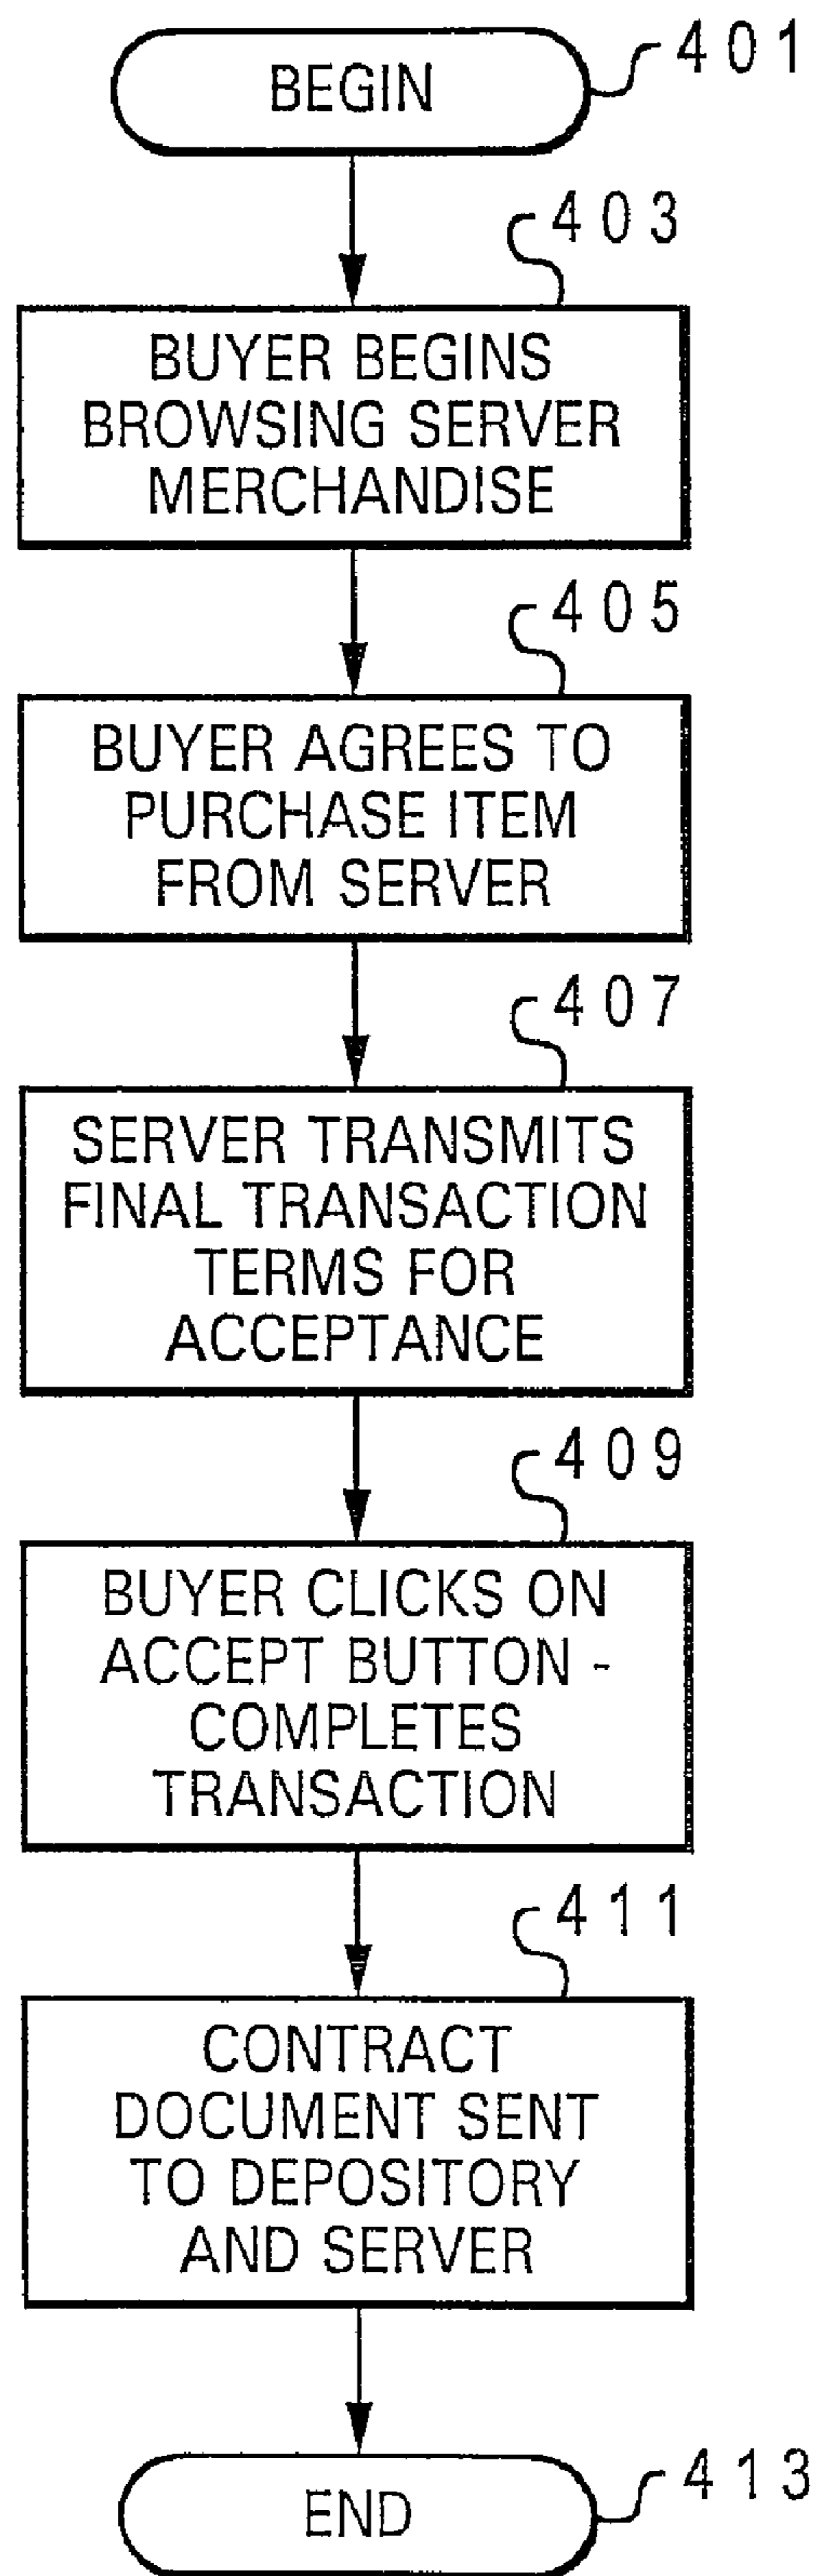 401
BEGIN
403
BUYER BEGINS
BROWSING SERVER
MERCHANDISE
405
BUYER AGREES TO
PURCHASE ITEM
FROM SERVER
407
SERVER TRANSMITS
FINAL TRANSACTION
TERMS FOR
ACCEPTANCE
409
BUYER CLICKS ON
ACCEPT BUTTON -
COMPLETES
TRANSACTION
411
CONTRACT
DOCUMENT SENT
TO DEPOSITORY
AND SERVER
413
END